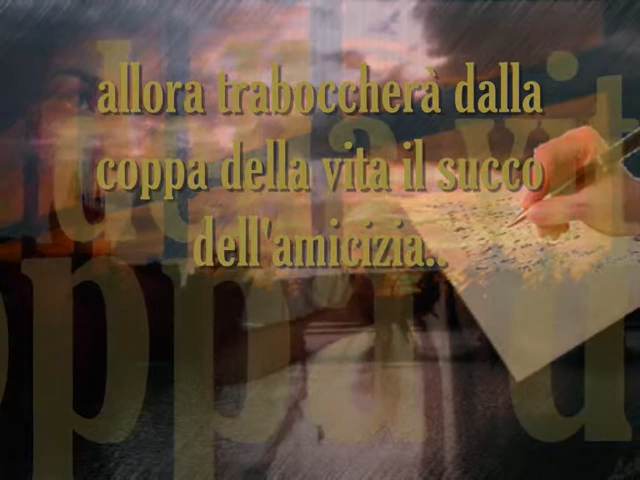 allora traboccherà dalla
coppa della vita il succo
dell'amicizia..